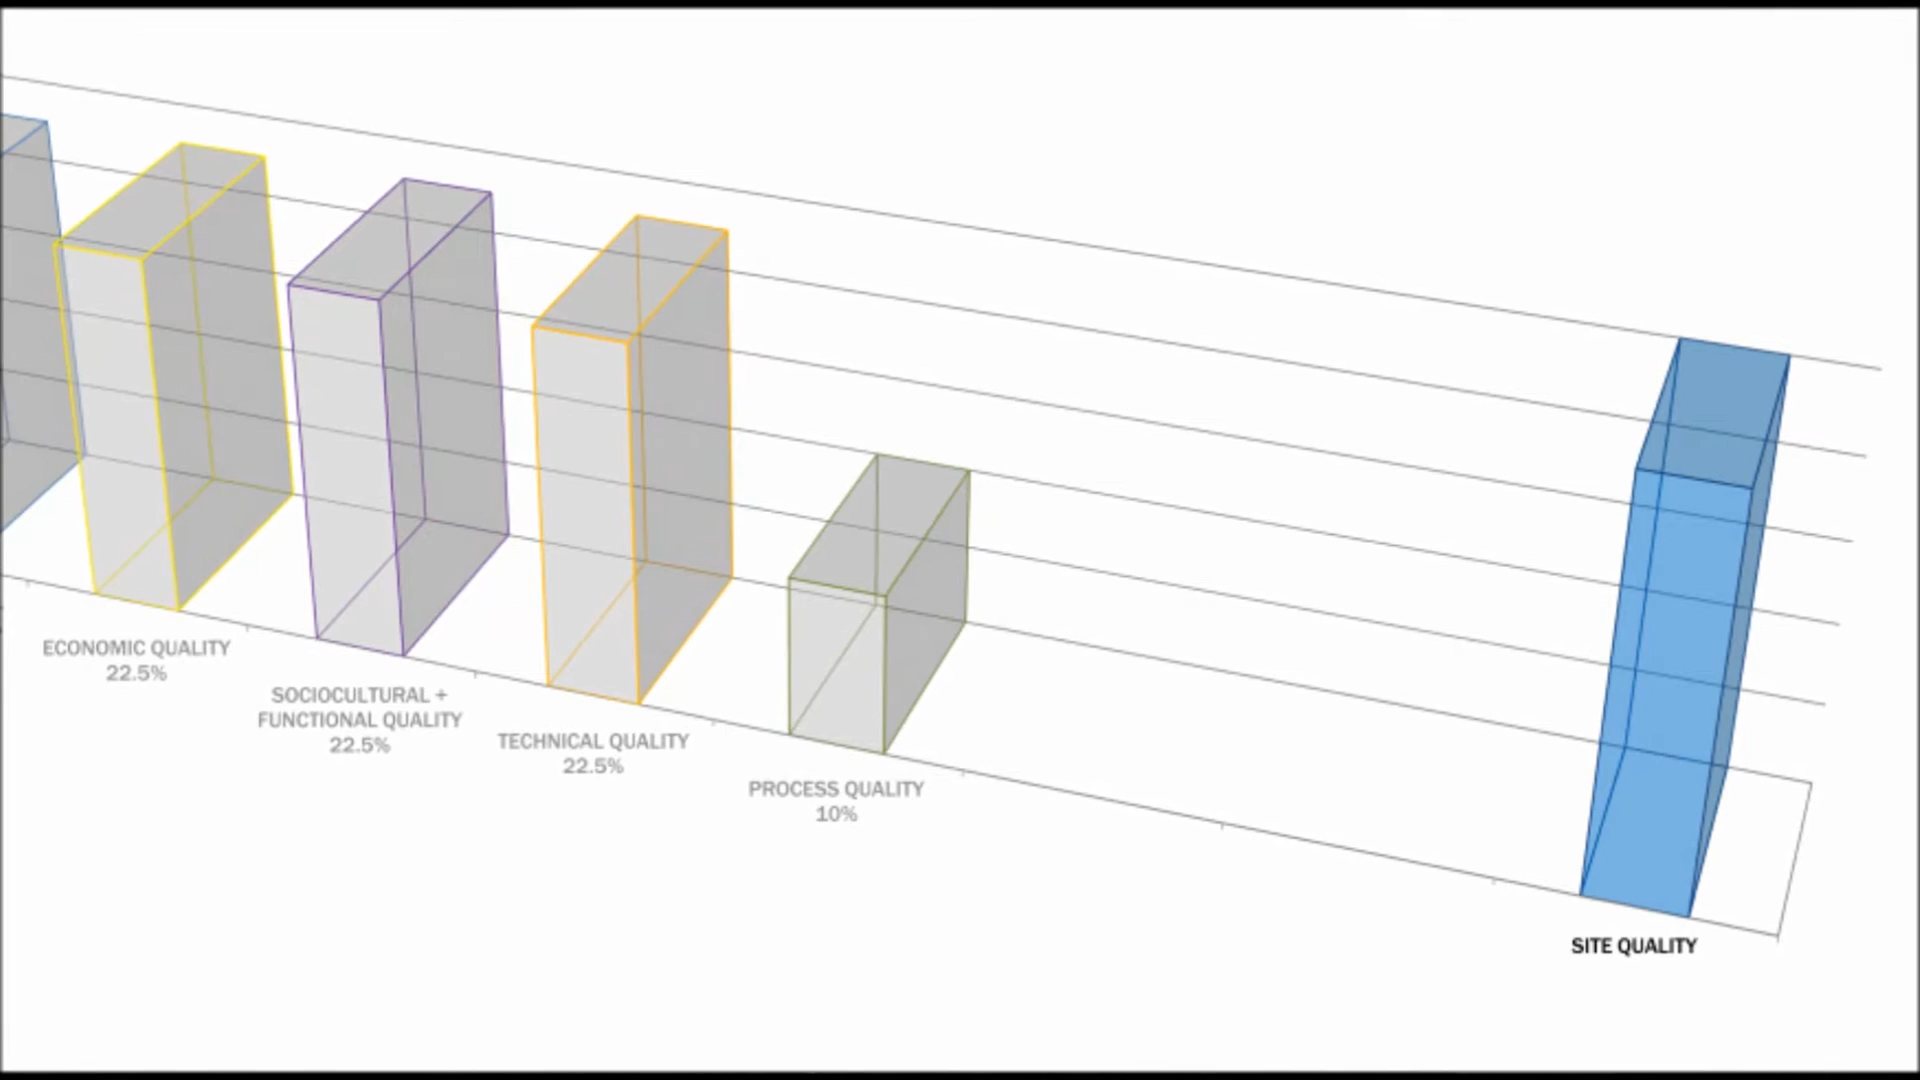 ECONOMIC QUALITY
22.5%
SOCIOCULTURAL +
FUNCTIONAL QUALITY
22.5%
TECHNICAL QUALITY
22.5%
PROCESS QUALITY
10%
SITE QUALITY